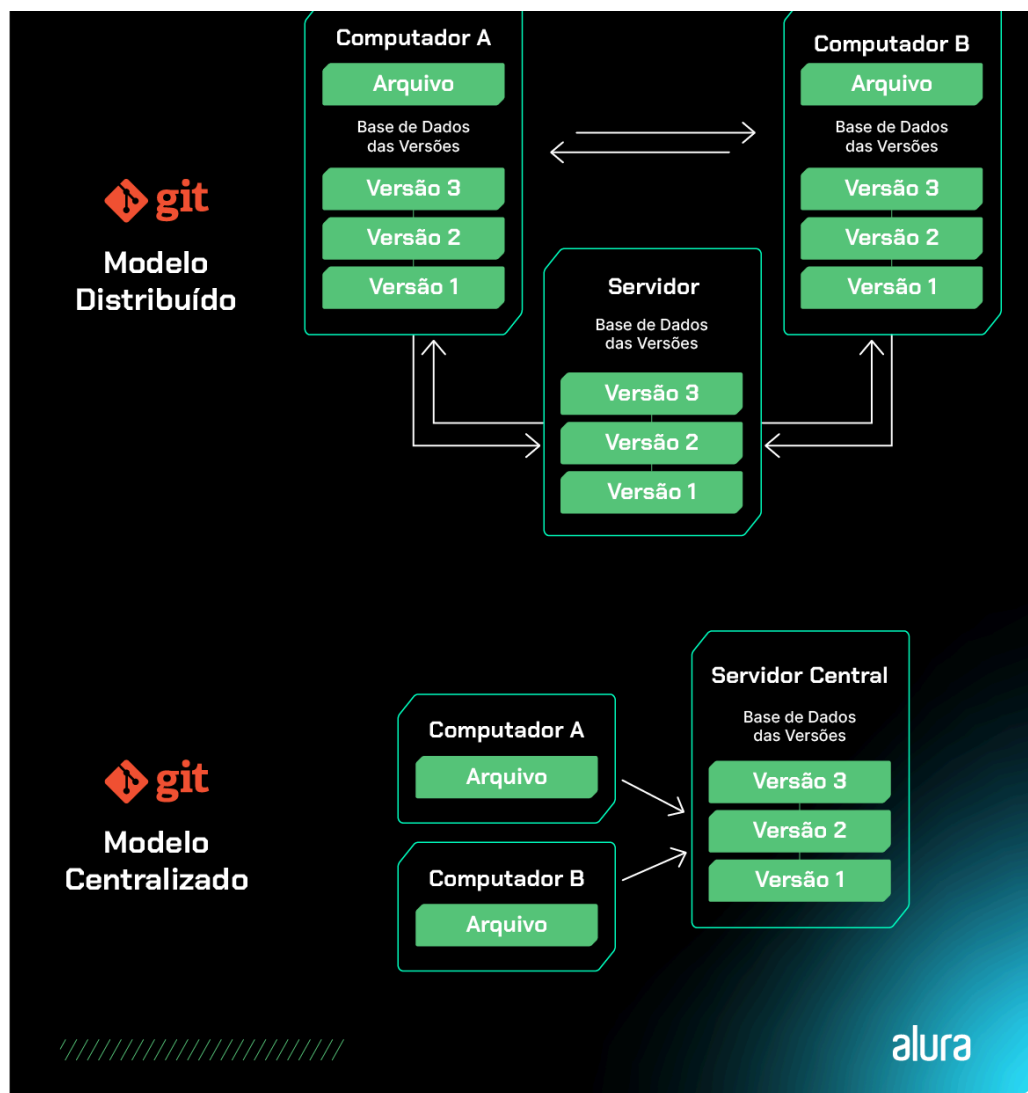 Computador A
Arquivo
Base de Dados
das Versões
Versão 3
Versão 2
Versão 1
Computador B
Arquivo
Base de Dados
das Versões
Versão 3
Versão 2
Versão 1
git
Modelo
Distribuído
Servidor
Base de Dados
das Versões
Versão 3
Versão 2
Versão 1
git
Modelo
Centralizado
Computador A
Arquivo
Computador B
Arquivo
Servidor Central
Base de Dados
das Versões
Versão 3
Versão 2
Versão 1
alura